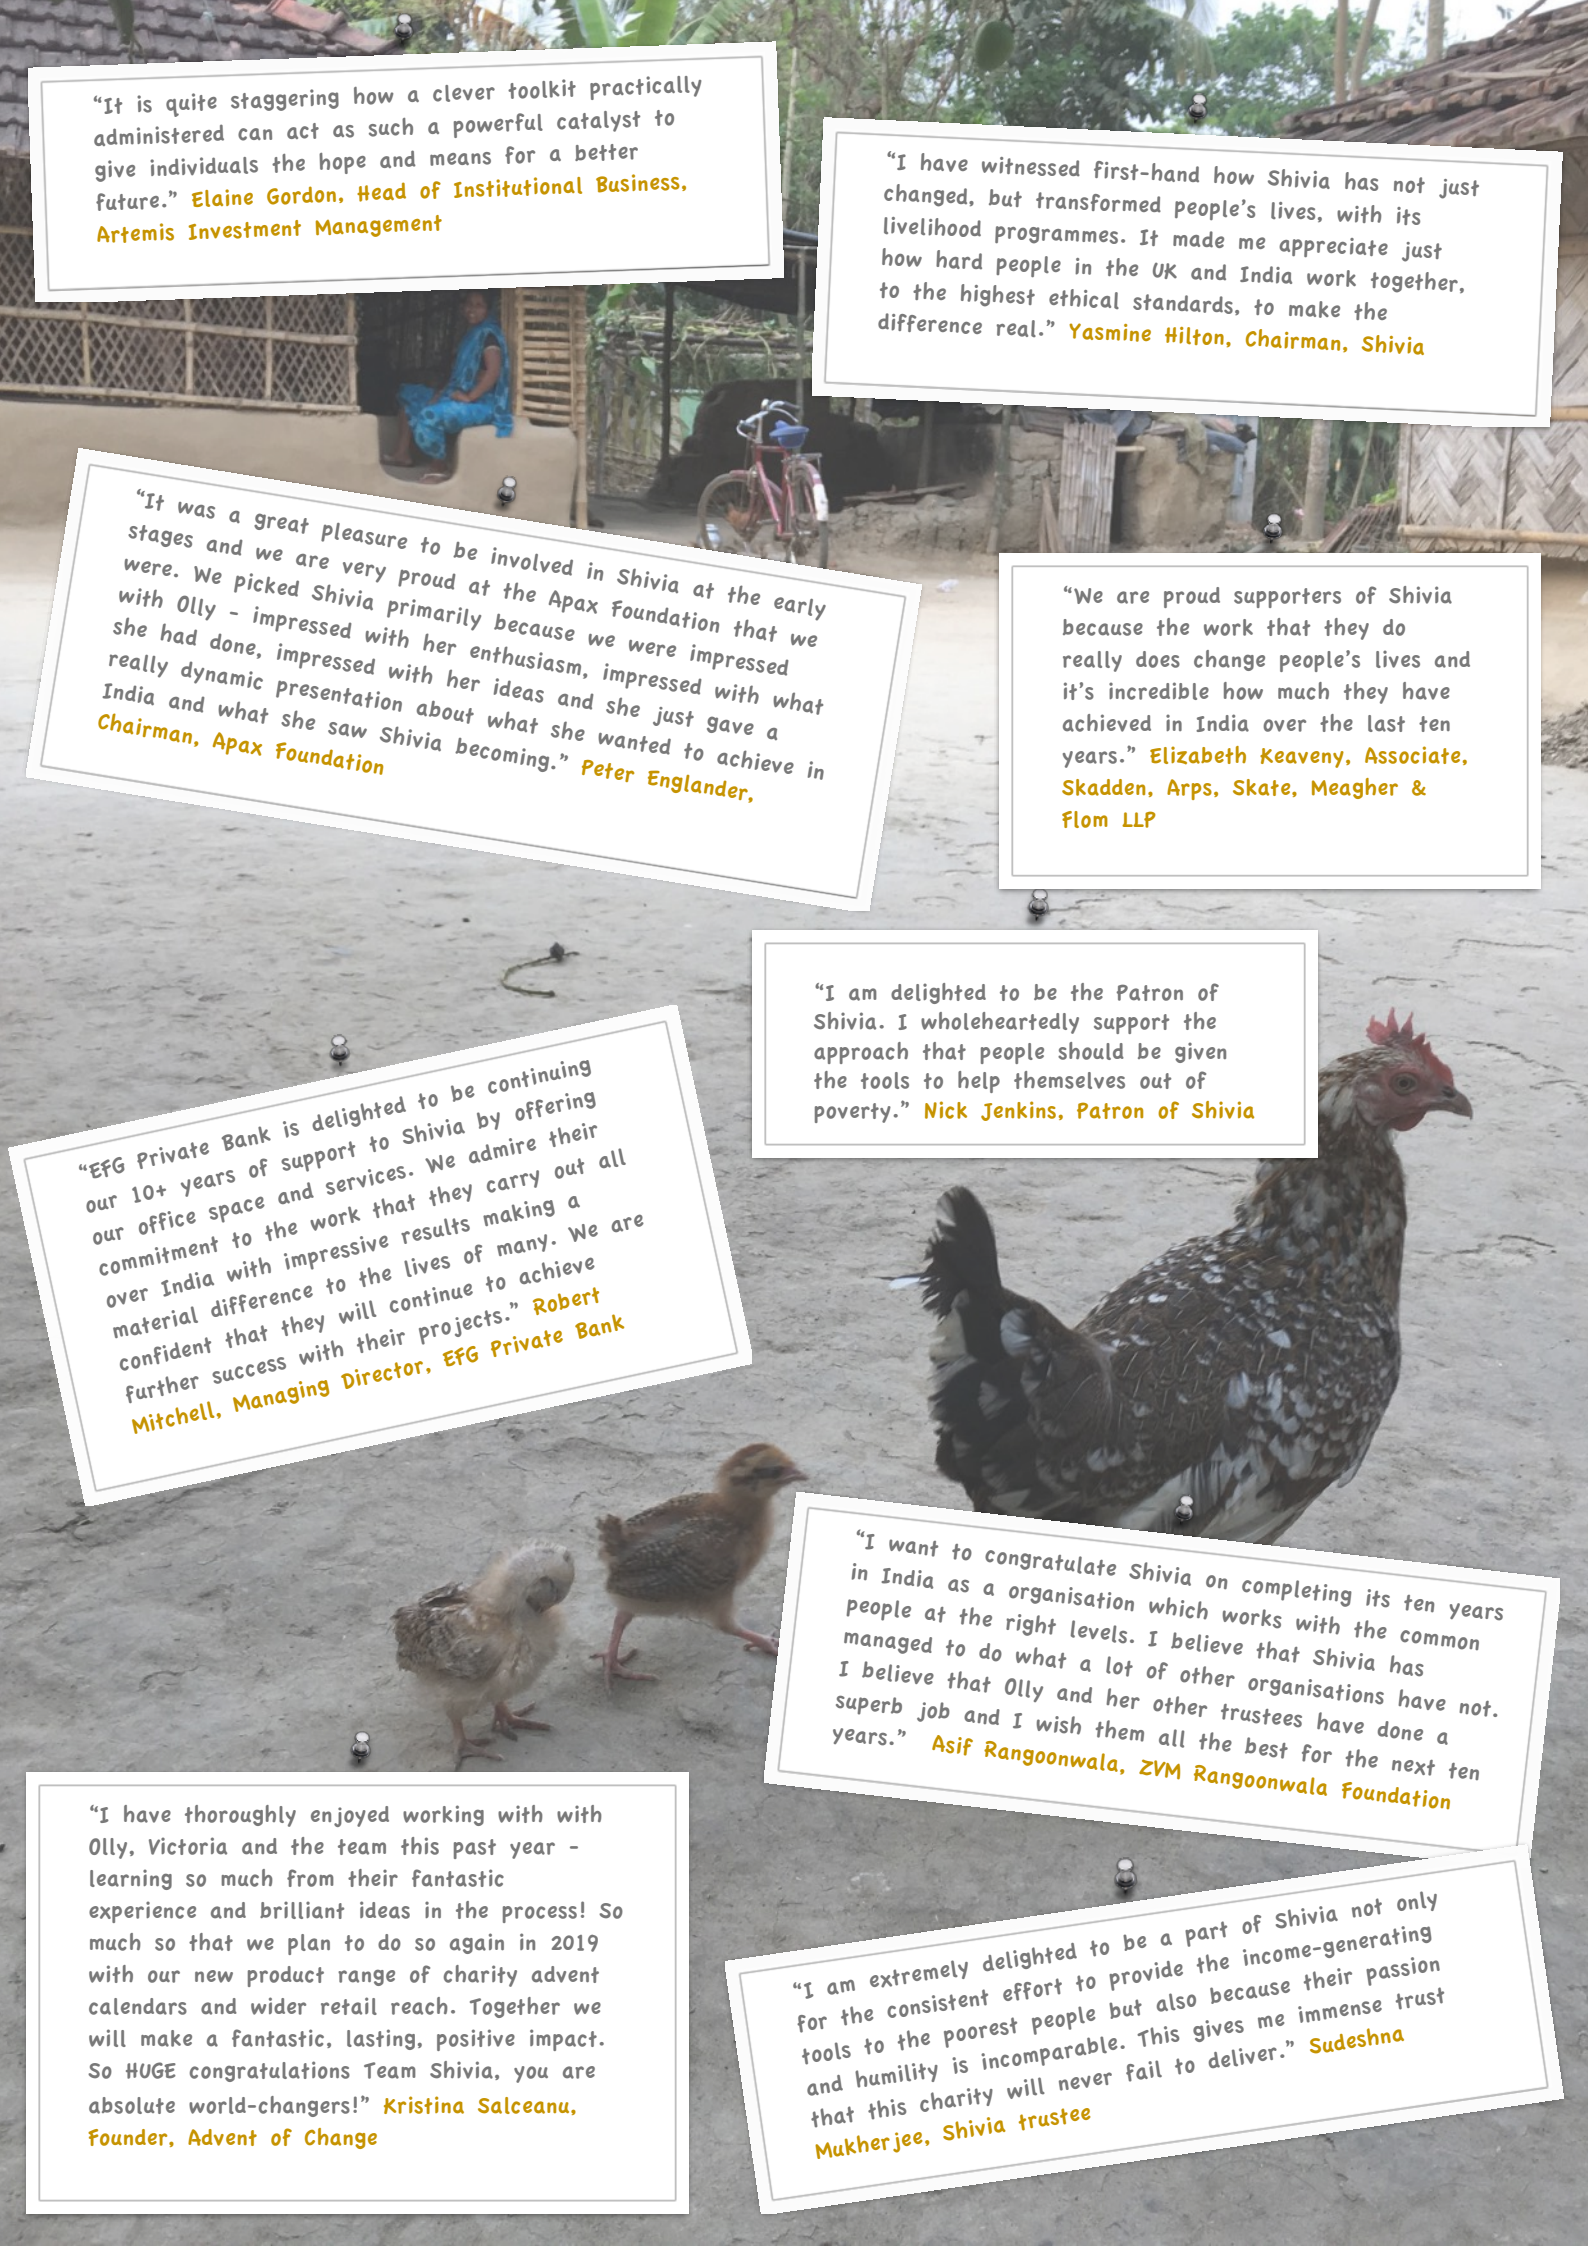 “It is quite staggering how a clever toolkit practically
administered can act as such a powerful catalyst to
give individuals the hope and means for a better
future.” Elaine Gordon, Head of Institutional Business,
Artemis Investment Management
“I have witnessed first-hand how Shivia has not just
changed, but transformed people’s lives, with its
livelihood programmes. It made me appreciate just
how hard people in the UK and India work together,
to the highest ethical standards, to make the
difference real.” Yasmine Hilton, Chairman, Shivia
“It was a great pleasure to be involved in Shivia at the early
stages and we are very proud at the Apax Foundation that we
were. We picked Shivia primarily because we were impressed
with Olly - impressed with her enthusiasm, impressed with what
she had done, impressed with her ideas and she just gave a
really dynamic presentation about what she wanted to achieve in
India and what she saw Shivia becoming.” Peter Englander,
Chairman, Apax Foundation
“We are proud supporters of Shivia
because the work that they do
really does change people’s lives and
it’s incredible how much they have
achieved in India over the last ten
years.” Elizabeth Keaveny, Associate,
Skadden, Arps, Skate, Meagher &
Flom LLP
“I am delighted to be the Patron of
Shivia. I wholeheartedly support the
approach that people should be given
the tools to help themselves out of
poverty.” Nick Jenkins, Patron of Shivia
“EFG Private Bank is delighted to be continuing
our 10+ years of support to Shivia by offering
our office space and services. We admire their
commitment to the work that they carry out all
over India with impressive results making a
material difference to the lives of many. We are
confident that they will continue to achieve
further success with their projects.” Robert
Mitchell, Managing Director, EFG Private Bank
“I want to congratulate Shivia on completing its ten years
in India as a organisation which works with the common
people at the right levels. I believe that Shivia has
managed to do what a lot of other organisations have not.
I believe that Olly and her other trustees have done a
superb job and I wish them all the best for the next ten
years.” Asif Rangoonwala, ZVM Rangoonwala Foundation
“I have thoroughly enjoyed working with with
Olly, Victoria and the team this past year -
learning so much from their fantastic
experience and brilliant ideas in the process! So
much so that we plan to do so again in 2019
with our new product range of charity advent
calendars and wider retail reach. Together we
will make a fantastic, lasting, positive impact.
So HUGE congratulations Team Shivia, you are
absolute world-changers!” Kristina Salceanu,
Founder, Advent of Change
“I am extremely delighted to be a part of Shivia not only
for the consistent effort to provide the income-generating
tools to the poorest people but also because their passion
and humility is incomparable. This gives me immense trust
that this charity will never fail to deliver.” Sudeshna
Mukherjee, Shivia trustee